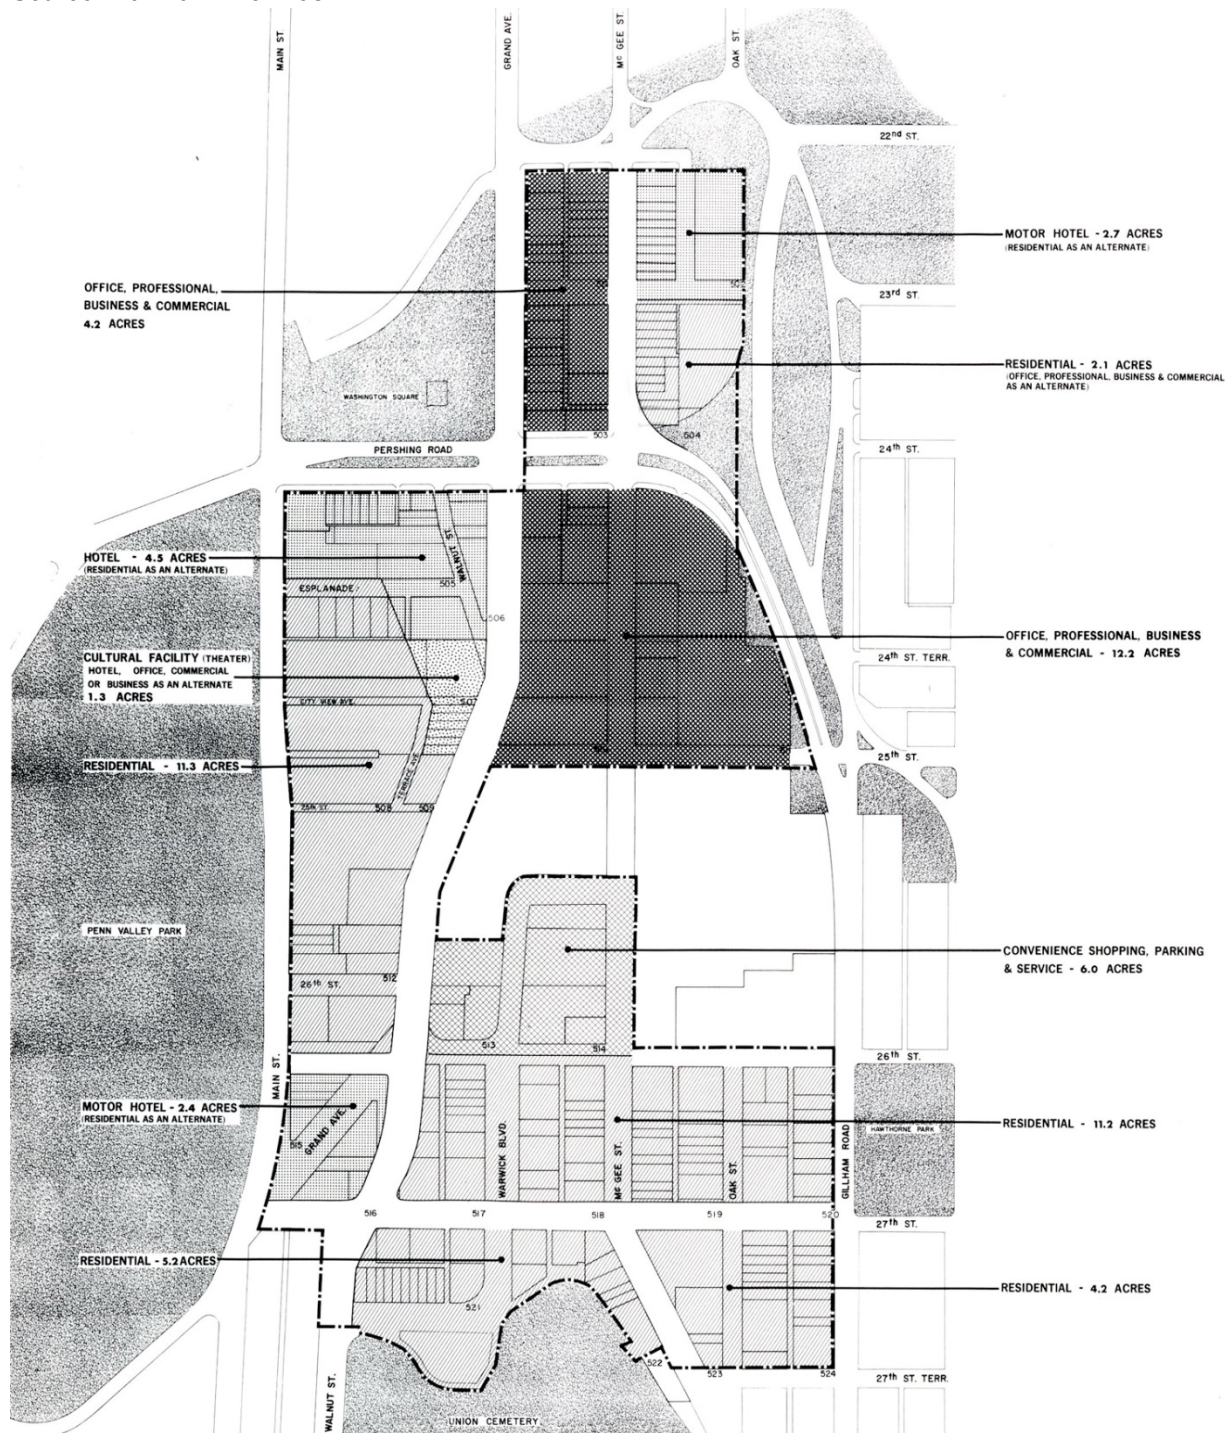 MAIN ST.
GRAND AVE.
Mc GEE ST.
OAK ST.
22nd ST.
MOTOR HOTEL - 2.7 ACRES
(RESIDENTIAL AS AN ALTERNATE)
OFFICE, PROFESSIONAL,
BUSINESS & COMMERCIAL
4.2 ACRES
23rd ST.
RESIDENTIAL - 2.1 ACRES
(OFFICE, PROFESSIONAL, BUSINESS & COMMERCIAL
AS AN ALTERNATE)
WASHINGTON SQUARE
503
504
PERSHING ROAD
24th ST.
HOTEL - 4.5 ACRES
(RESIDENTIAL AS AN ALTERNATE)
WALNUT ST.
505
ESPLANADE
506
OFFICE, PROFESSIONAL, BUSINESS
& COMMERCIAL - 12.2 ACRES
24th ST. TERR.
CULTURAL FACILITY (THEATER)
HOTEL, OFFICE, COMMERCIAL
OR BUSINESS AS AN ALTERNATE
1.3 ACRES
CITY VIEW AVE.
507
25th ST.
RESIDENTIAL - 11.3 ACRES
TERRACE AVE.
25TH ST.
508
509
PENN VALLEY PARK
CONVENIENCE SHOPPING, PARKING
& SERVICE - 6.0 ACRES
26th ST.
512
513
514
26th ST.
MAIN ST.
MOTOR HOTEL - 2.4 ACRES
(RESIDENTIAL AS AN ALTERNATE)
GRAND AVE.
515
WARWICK BLVD.
Mc GEE ST.
OAK ST.
GILLHAM ROAD
HAWTHORNE PARK
RESIDENTIAL - 11.2 ACRES
516
517
518
519
520
27th ST.
RESIDENTIAL - 5.2 ACRES
RESIDENTIAL - 4.2 ACRES
521
522
523
524
27th ST. TERR.
WALNUT ST.
UNION CEMETERY